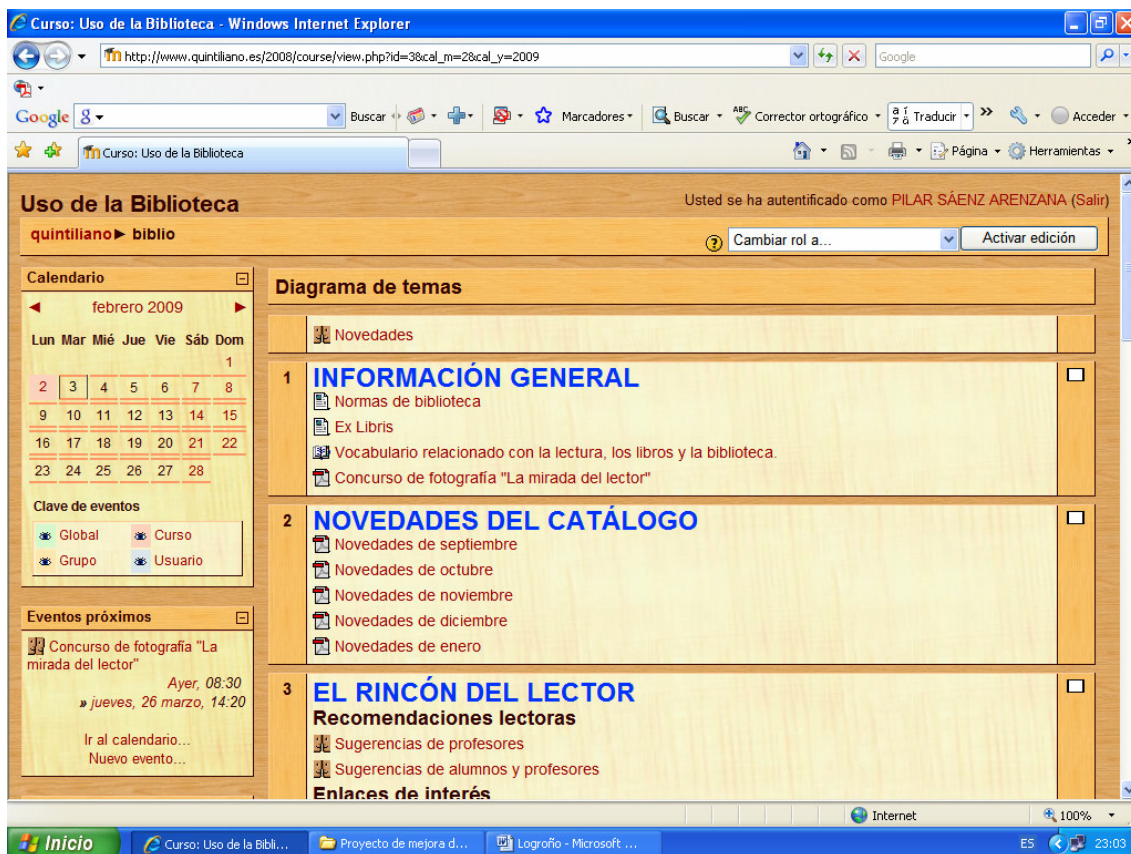 Curso: Uso de la Biblioteca - Windows Internet Explorer
http://www.quintiliano.es/2008/course/view.php?id=3&cal_m=2&cal_y=2009
Google
Google Buscar Marcadores Buscar ABC Corrector ortográfico Traducir » Acceder
Curso: Uso de la Biblioteca Página Herramientas
Uso de la Biblioteca
Usted se ha autentificado como PILAR SÁENZ ARENZANA (Salir)
quintiliano► biblio
Cambiar rol a... Activar edición
Calendario
◄ febrero 2009 ►
Lun Mar Mié Jue Vie Sáb Dom
1
2 3 4 5 6 7 8
9 10 11 12 13 14 15
16 17 18 19 20 21 22
23 24 25 26 27 28
Clave de eventos
Global Curso
Grupo Usuario
Eventos próximos
Concurso de fotografía "La
mirada del lector"
Ayer, 08:30
» jueves, 26 marzo, 14:20
Ir al calendario...
Nuevo evento...
Diagrama de temas
Novedades
1 INFORMACIÓN GENERAL
Normas de biblioteca
Ex Libris
Vocabulario relacionado con la lectura, los libros y la biblioteca.
Concurso de fotografía "La mirada del lector"
2 NOVEDADES DEL CATÁLOGO
Novedades de septiembre
Novedades de octubre
Novedades de noviembre
Novedades de diciembre
Novedades de enero
3 EL RINCÓN DEL LECTOR
Recomendaciones lectoras
Sugerencias de profesores
Sugerencias de alumnos y profesores
Enlaces de interés
Internet 100%
Inicio Curso: Uso de la Bibli... Proyecto de mejora d... Logroño - Microsoft ... ES 23:03